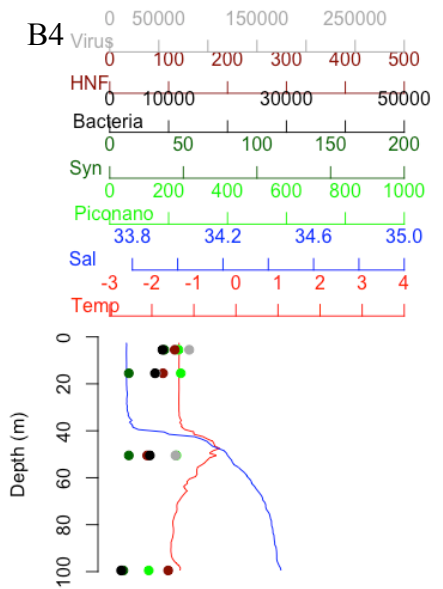 B4
0 50000 150000 250000
Virus
0 100 200 300 400 500
HNF
0 10000 30000 50000
Bacteria
0 50 100 150 200
Syn
0 200 400 600 800 1000
Piconano
33.8 34.2 34.6 35.0
Sal
-3 -2 -1 0 1 2 3 4
Temp
Depth (m)
0
20
40
60
80
100